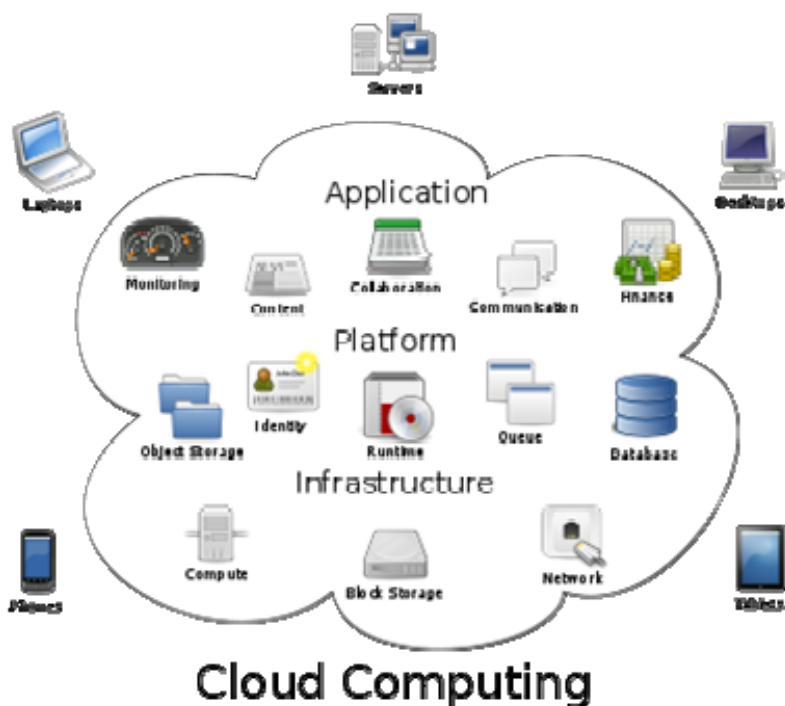 Servers
Laptops
Desktops
Application
Monitoring
Content
Collaboration
Communication
Finance
Platform
Object Storage
Identity
Runtime
Queue
Database
Infrastructure
Compute
Block Storage
Network
Phones
Tablets
Cloud Computing